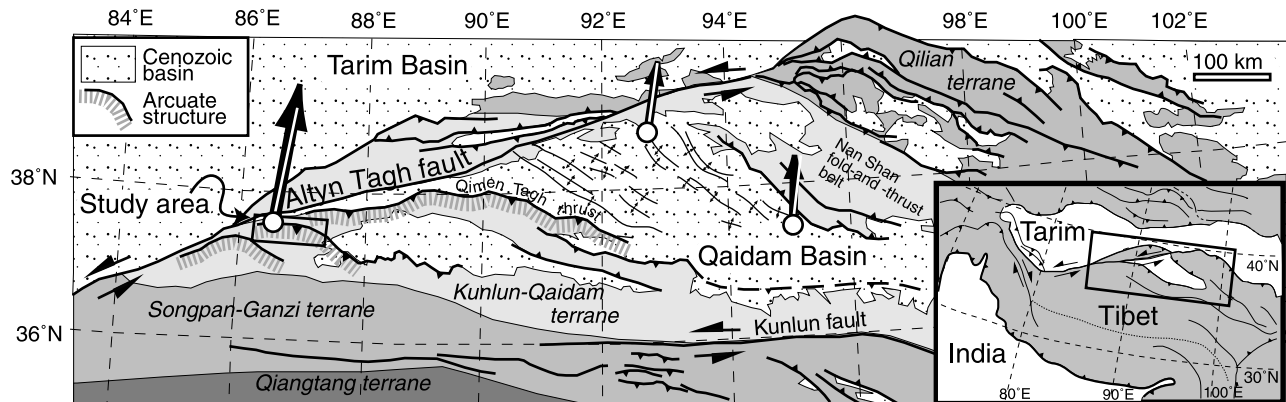 84˚E
86˚E
90˚E
92˚E
94˚E
98˚E
100˚E
102˚E
Cenozoic
basin
Arcuate
structure
Tarim Basin
Qilian
terrane
100 km
38˚N
Altyn Tagh fault
Nan Shan
fold-and-thrust
belt
Qimen Tagh thrust
Study area
Qaidam Basin
Kunlun-Qaidam
terrane
Songpan-Ganzi terrane
Kunlun fault
36˚N
Qiangtang terrane
Tarim
40˚N
Tibet
India
30˚N
80˚E
90˚E
100˚E